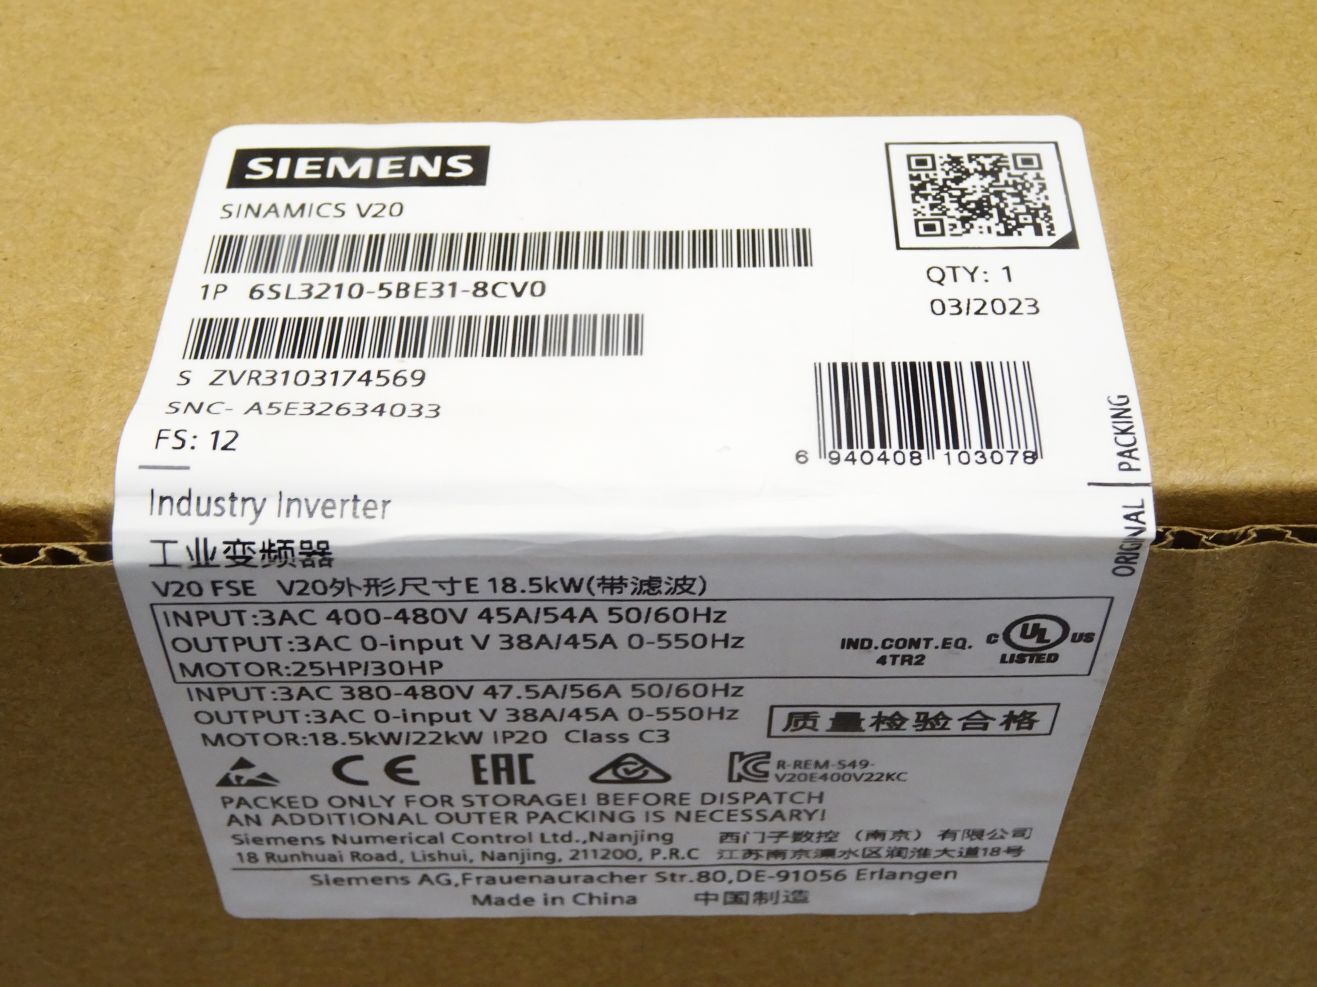 SIEMENS
SINAMICS V20
1P 6SL3210-5BE31-8CV0
QTY: 1
03/2023
S ZVR3103174569
SNC- A5E32634033
FS: 12
6 940408 103078
ORIGINAL | PACKING
Industry Inverter
工业变频器
V20 FSE V20外形尺寸E 18.5kW(带滤波)
INPUT:3AC 400-480V 45A/54A 50/60Hz
OUTPUT:3AC 0-input V 38A/45A 0-550Hz
MOTOR:25HP/30HP
IND.CONT.EQ.
4TR2
C UL US
LISTED
INPUT:3AC 380-480V 47.5A/56A 50/60Hz
OUTPUT:3AC 0-input V 38A/45A 0-550Hz
MOTOR:18.5kW/22kW IP20 Class C3
质量检验合格
CE EAC
R-REM-S49-
V20E400V22KC
PACKED ONLY FOR STORAGE! BEFORE DISPATCH
AN ADDITIONAL OUTER PACKING IS NECESSARY!
Siemens Numerical Control Ltd.,Nanjing 西门子数控（南京）有限公司
18 Runhuai Road, Lishui, Nanjing, 211200, P.R.C 江苏南京溧水区润淮大道18号
Siemens AG,Frauenauracher Str.80,DE-91056 Erlangen
Made in China 中国制造